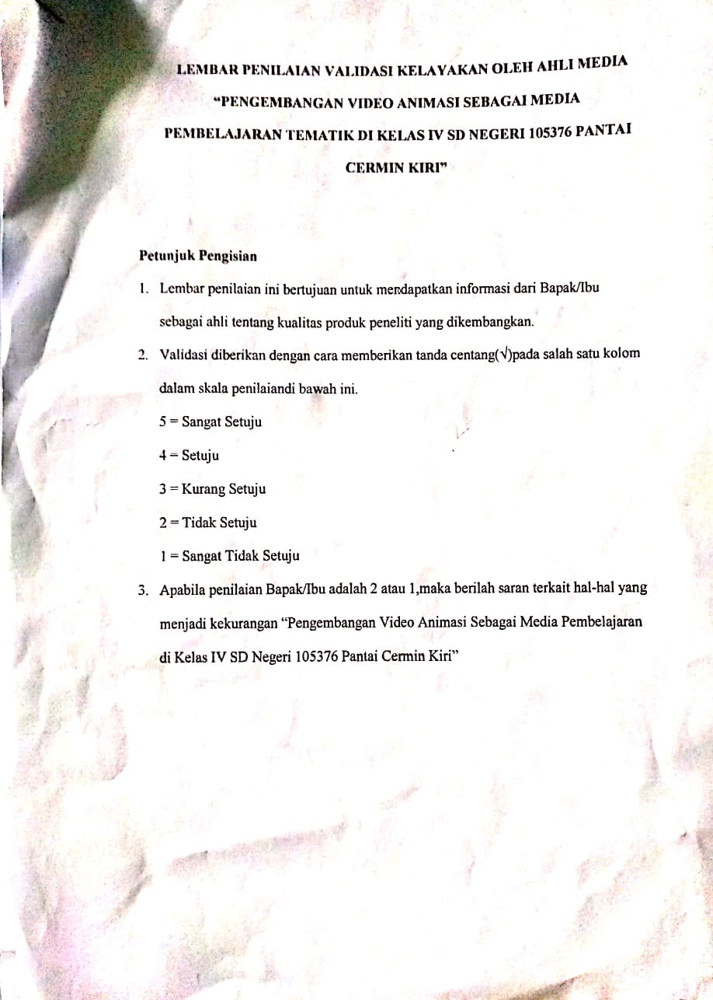 LEMBAR PENILAIAN VALIDASI KELAYAKAN OLEH AHLI MEDIA
“PENGEMBANGAN VIDEO ANIMASI SEBAGAI MEDIA
PEMBELAJARAN TEMATIK DI KELAS IV SD NEGERI 105376 PANTAI
CERMIN KIRI”
Petunjuk Pengisian
1. Lembar penilaian ini bertujuan untuk mendapatkan informasi dari Bapak/Ibu
sebagai ahli tentang kualitas produk peneliti yang dikembangkan.
2. Validasi diberikan dengan cara memberikan tanda centang(√)pada salah satu kolom
dalam skala penilaiandi bawah ini.
5 = Sangat Setuju
4 = Setuju
3 = Kurang Setuju
2 = Tidak Setuju
1 = Sangat Tidak Setuju
3. Apabila penilaian Bapak/Ibu adalah 2 atau 1,maka berilah saran terkait hal-hal yang
menjadi kekurangan “Pengembangan Video Animasi Sebagai Media Pembelajaran
di Kelas IV SD Negeri 105376 Pantai Cermin Kiri”